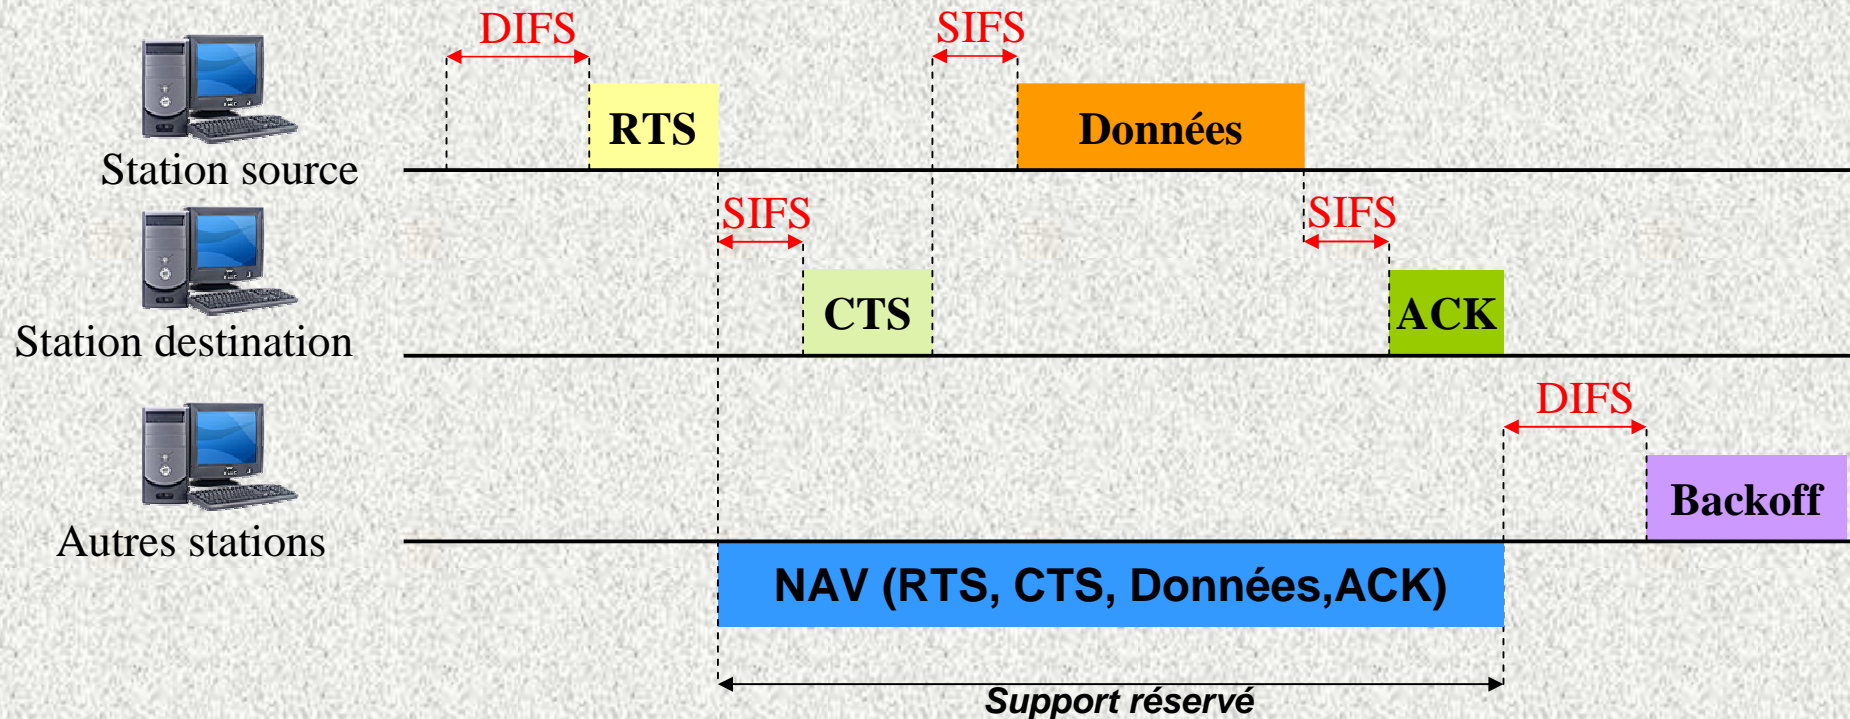 DIFS
SIFS
RTS
Données
Station source
SIFS
SIFS
CTS
ACK
Station destination
DIFS
Backoff
Autres stations
NAV (RTS, CTS, Données,ACK)
Support réservé